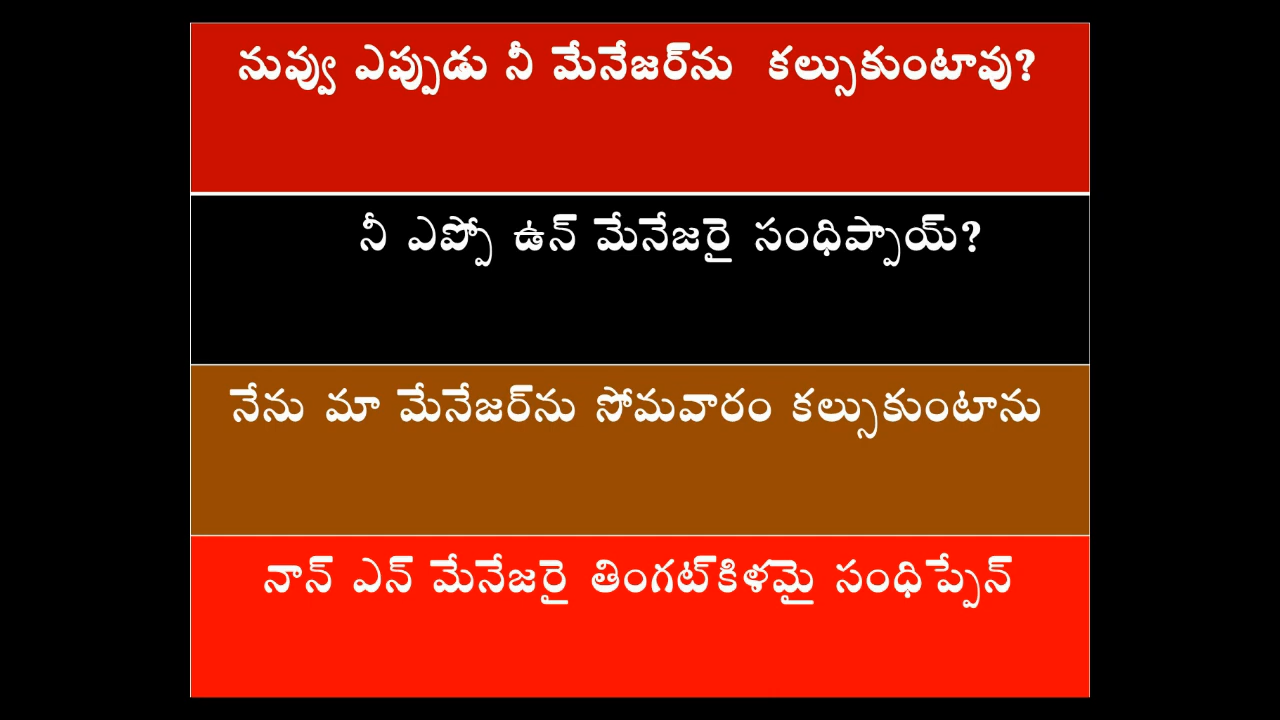 నువ్వు ఎప్పుడు నీ మేనేజర్‌ను కల్సుకుంటావు?
నీ ఎప్పో ఉన్ మేనేజరై సంధిప్పాయ్?
నేను మా మేనేజర్‌ను సోమవారం కల్సుకుంటాను
నాన్ ఎన్ మేనేజరై తింగట్‌కిళమై సంధిప్పేన్